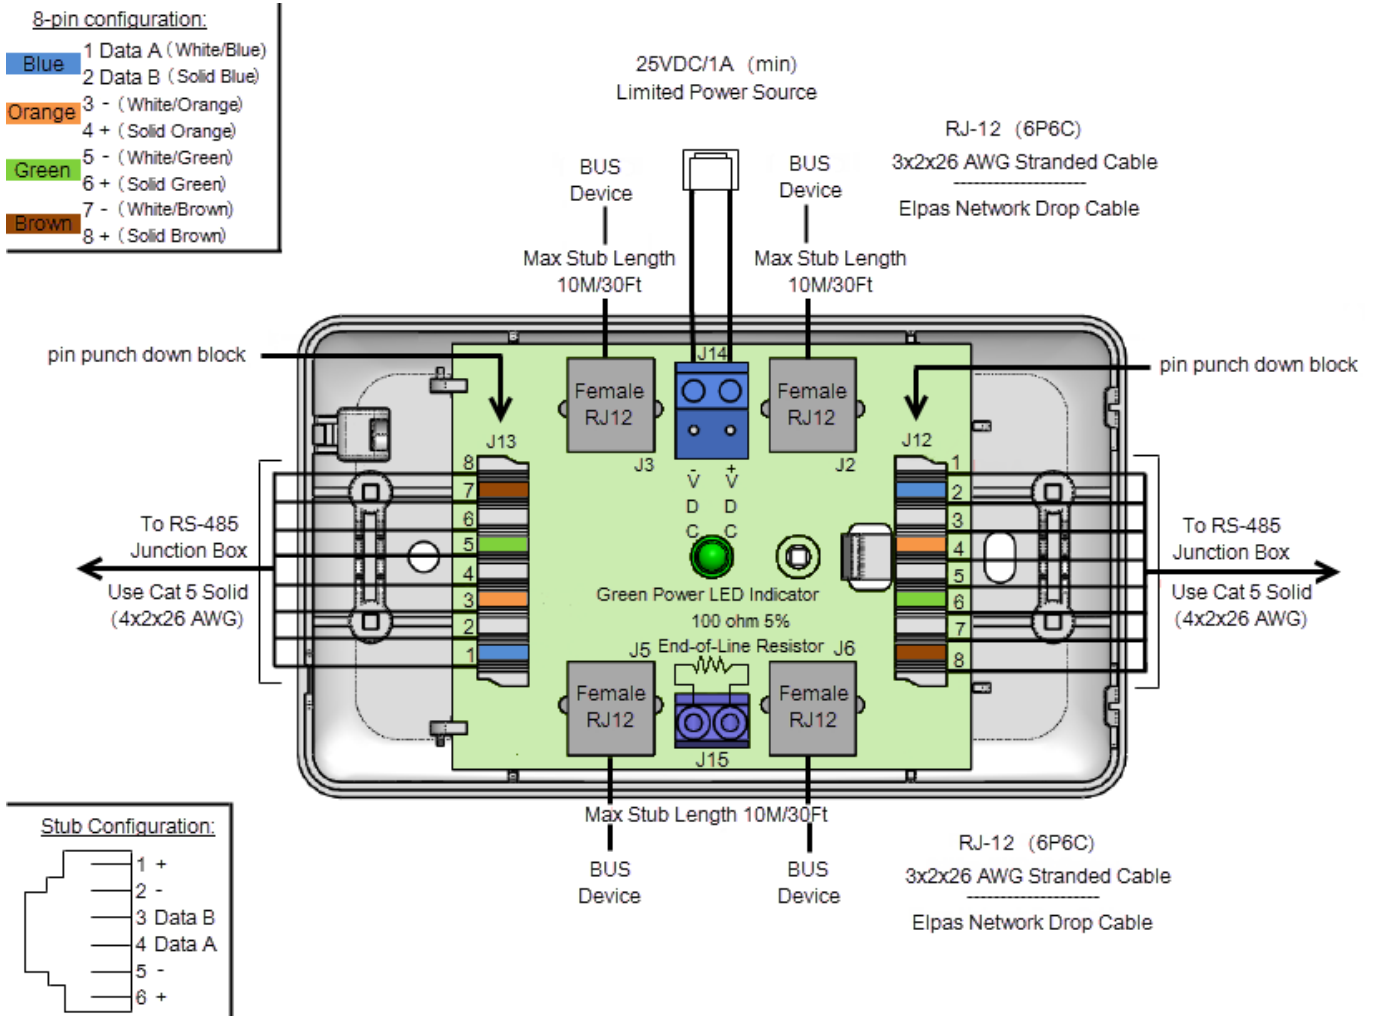 8-pin configuration:
Blue
1 Data A (White/Blue)
2 Data B (Solid Blue)
Orange
3 - (White/Orange)
4 + (Solid Orange)
Green
5 - (White/Green)
6 + (Solid Green)
Brown
7 - (White/Brown)
8 + (Solid Brown)
25VDC/1A (min)
Limited Power Source
RJ-12 (6P6C)
3x2x26 AWG Stranded Cable
--------------------
Elpas Network Drop Cable
BUS
Device
Max Stub Length
10M/30Ft
BUS
Device
Max Stub Length
10M/30Ft
pin punch down block
pin punch down block
J14
Female
RJ12
J3
Female
RJ12
J2
J13
8
7
6
5
4
3
2
1
J12
1
2
3
4
5
6
7
8
- +
V V
D D
C C
To RS-485
Junction Box
Use Cat 5 Solid
(4x2x26 AWG)
To RS-485
Junction Box
Use Cat 5 Solid
(4x2x26 AWG)
Green Power LED Indicator
100 ohm 5%
End-of-Line Resistor
J5
J6
Female
RJ12
Female
RJ12
J15
Max Stub Length 10M/30Ft
BUS
Device
BUS
Device
RJ-12 (6P6C)
3x2x26 AWG Stranded Cable
--------------------
Elpas Network Drop Cable
Stub Configuration:
1 +
2 -
3 Data B
4 Data A
5 -
6 +